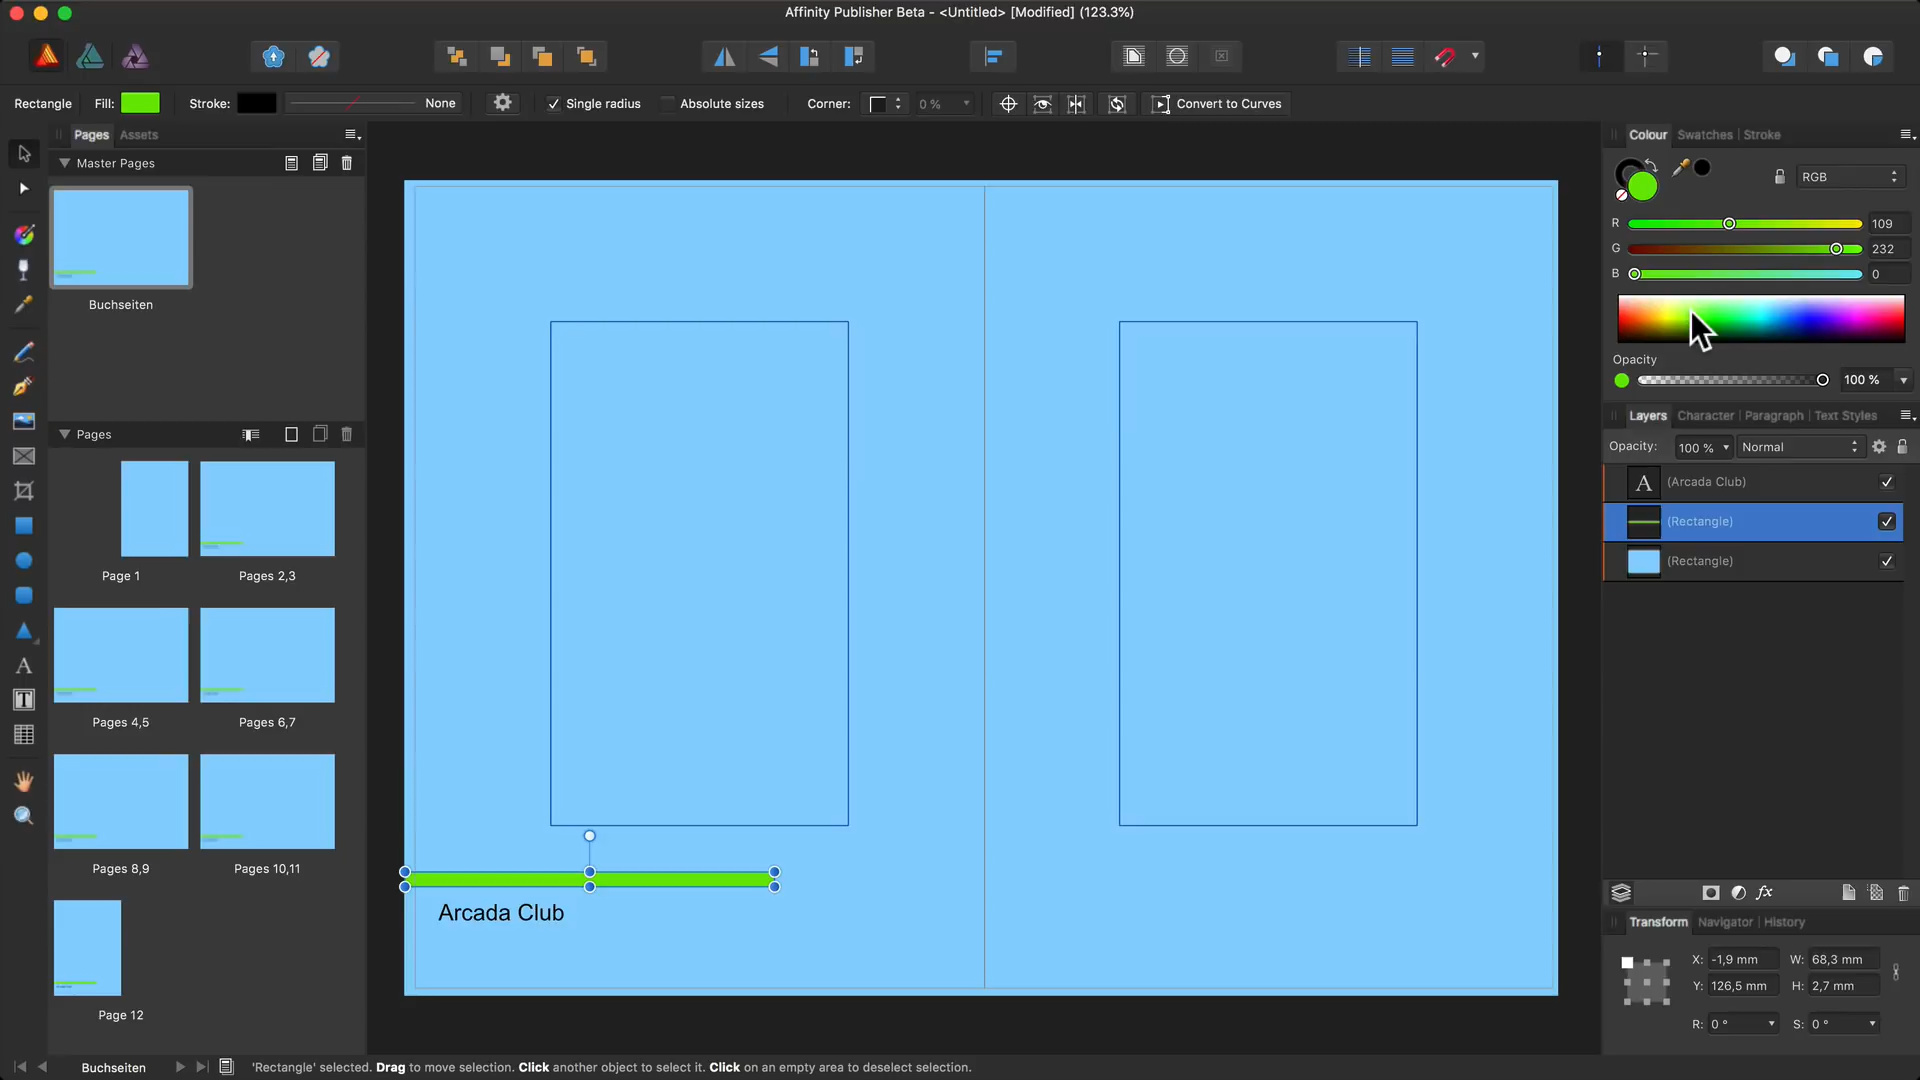 Affinity Publisher Beta - <Untitled> [Modified] (123.3%)
Rectangle Fill: Stroke: None Single radius Absolute sizes Corner: 0 % Convert to Curves
Pages Assets
Master Pages
Buchseiten
Pages
Page 1 Pages 2,3
Pages 4,5 Pages 6,7
Pages 8,9 Pages 10,11
Page 12
Arcada Club
Colour Swatches Stroke
RGB
R 109
G 232
B 0
Opacity
100 %
Layers Character Paragraph Text Styles
Opacity: 100 % Normal
A (Arcada Club)
(Rectangle)
(Rectangle)
fx
Transform Navigator History
X: -1,9 mm W: 68,3 mm
Y: 126,5 mm H: 2,7 mm
R: 0 ° S: 0 °
Buchseiten 'Rectangle' selected. Drag to move selection. Click another object to select it. Click on an empty area to deselect selection.